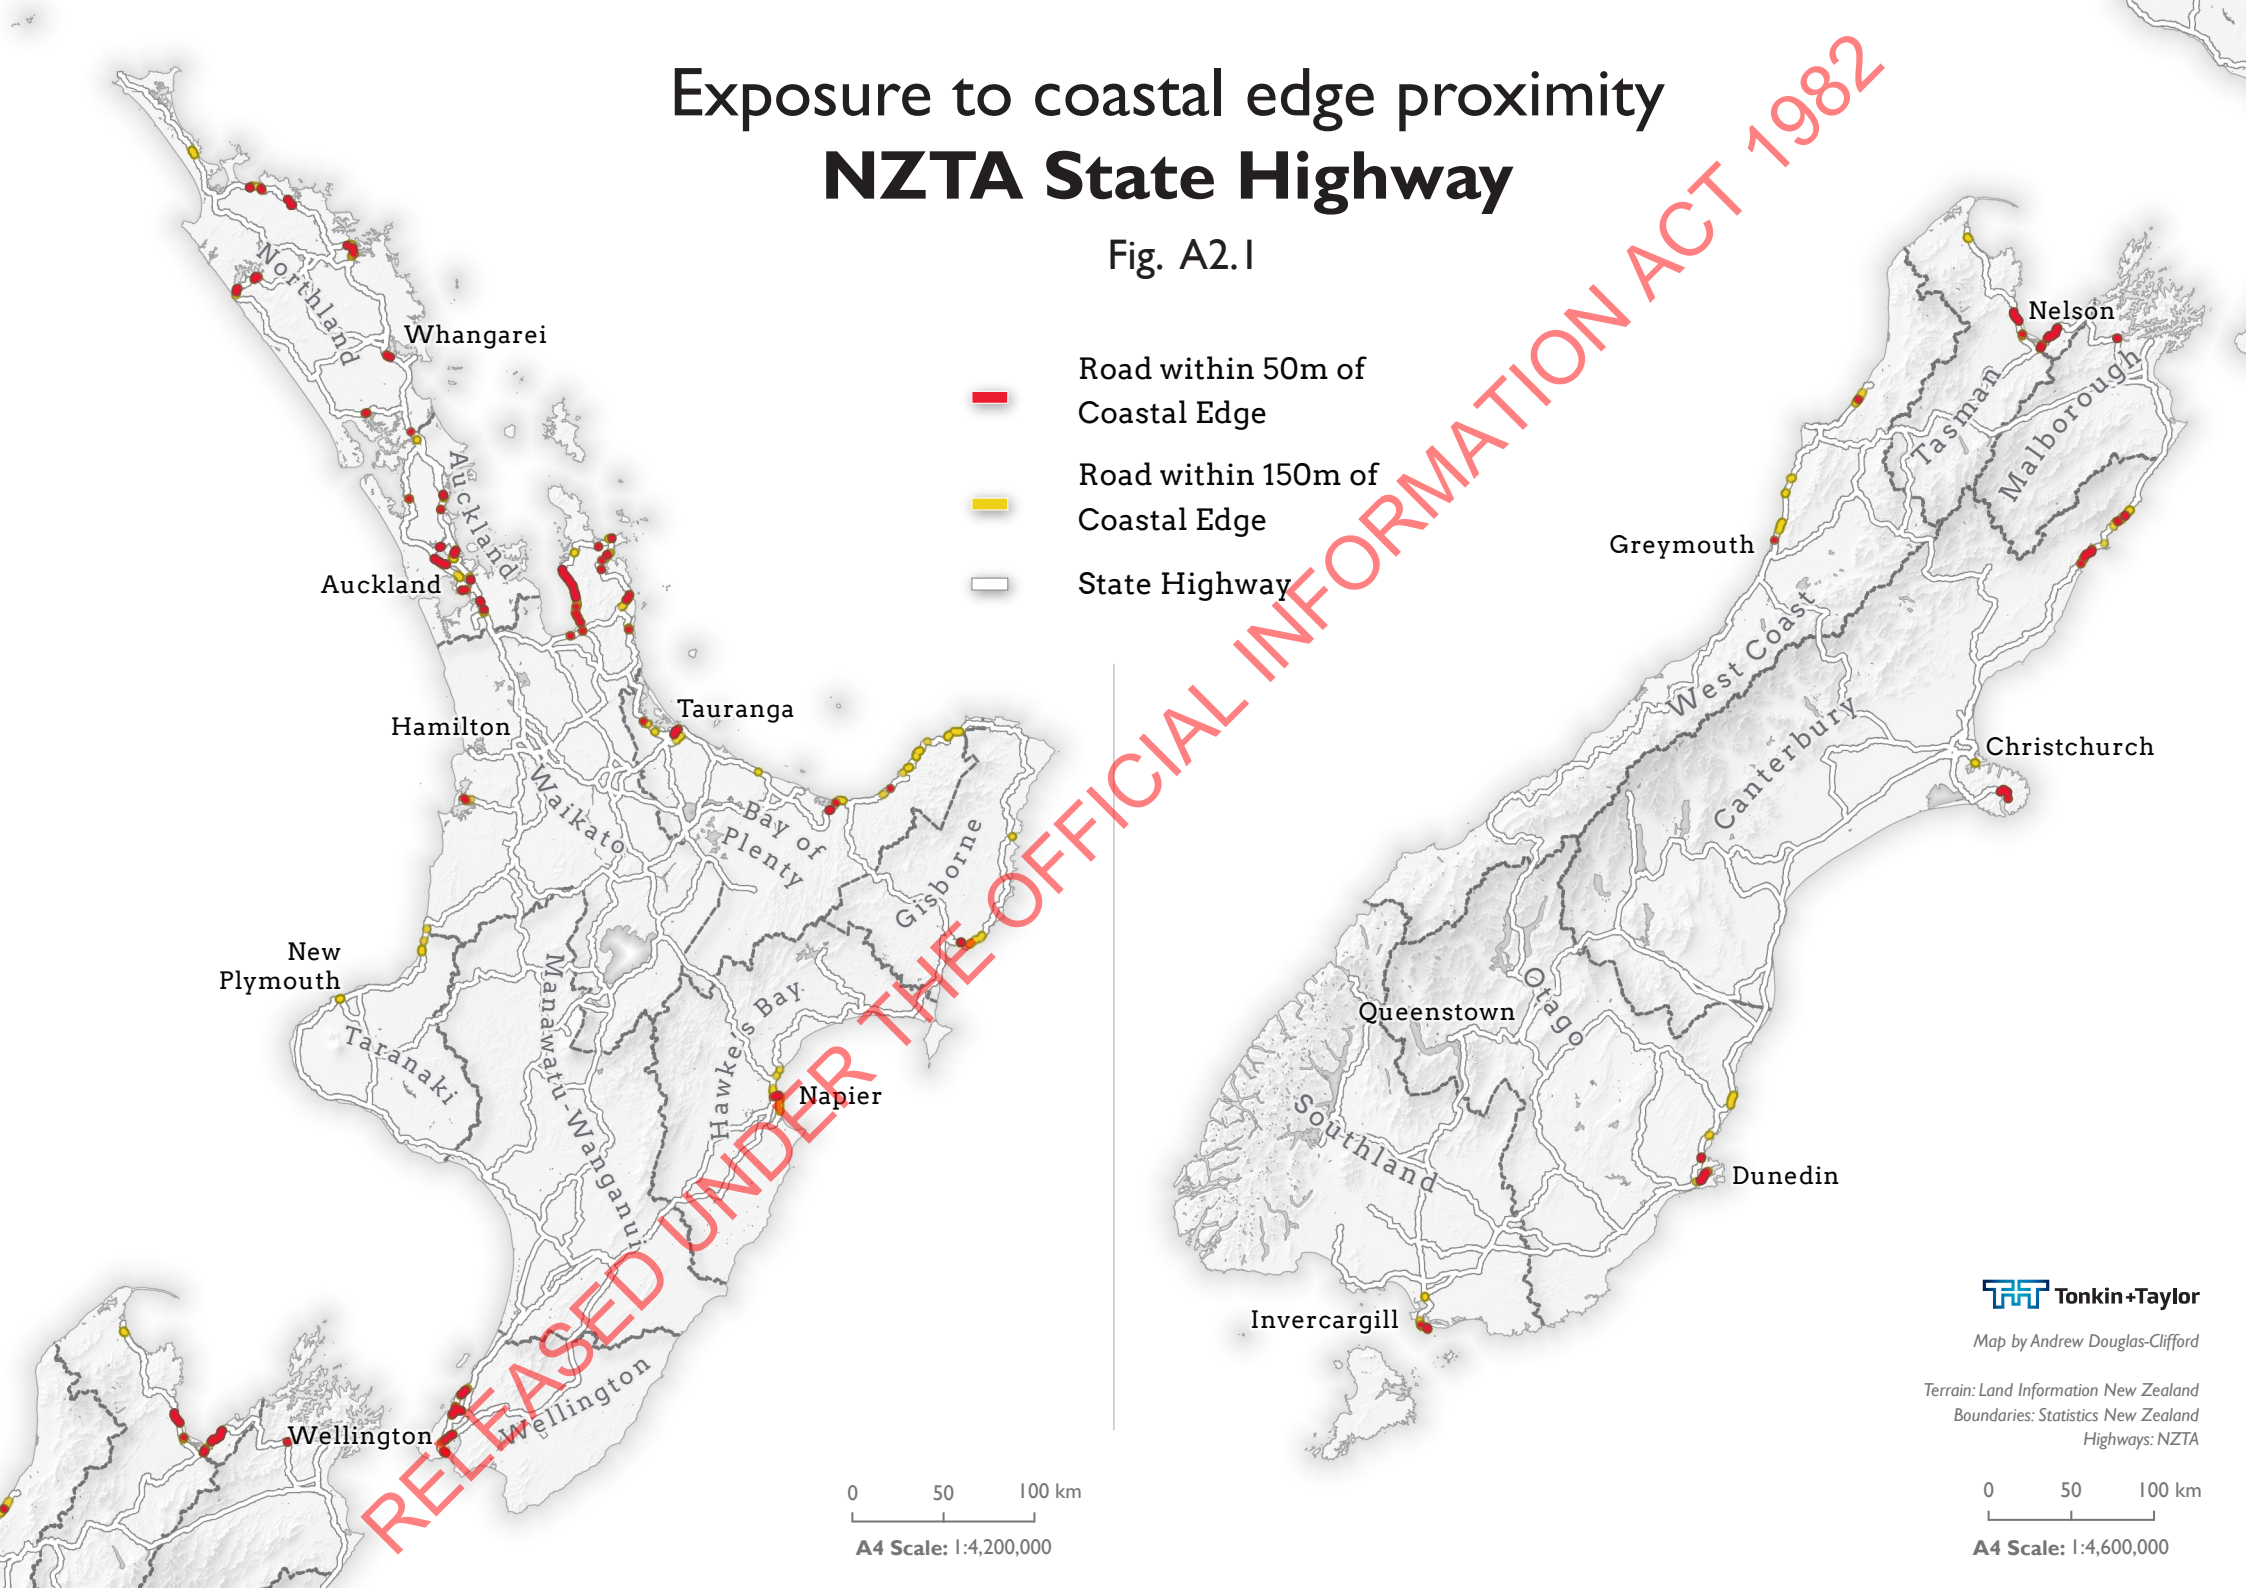 Exposure to coastal edge proximity
NZTA State Highway
Fig. A2.1
Road within 50m of
Coastal Edge
Road within 150m of
Coastal Edge
State Highway
RELEASED UNDER THE OFFICIAL INFORMATION ACT 1982
Northland
Whangarei
Auckland
Auckland
Tauranga
Hamilton
Waikato
Bay of
Plenty
Gisborne
New
Plymouth
Taranaki
Manawatu-Wanganui
Hawke's Bay
Napier
Wellington
Wellington
0 50 100 km
A4 Scale: 1:4,200,000
Nelson
Tasman
Malborough
Greymouth
West Coast
Canterbury
Christchurch
Queenstown
Otago
Southland
Dunedin
Invercargill
Tonkin+Taylor
Map by Andrew Douglas-Clifford
Terrain: Land Information New Zealand
Boundaries: Statistics New Zealand
Highways: NZTA
0 50 100 km
A4 Scale: 1:4,600,000